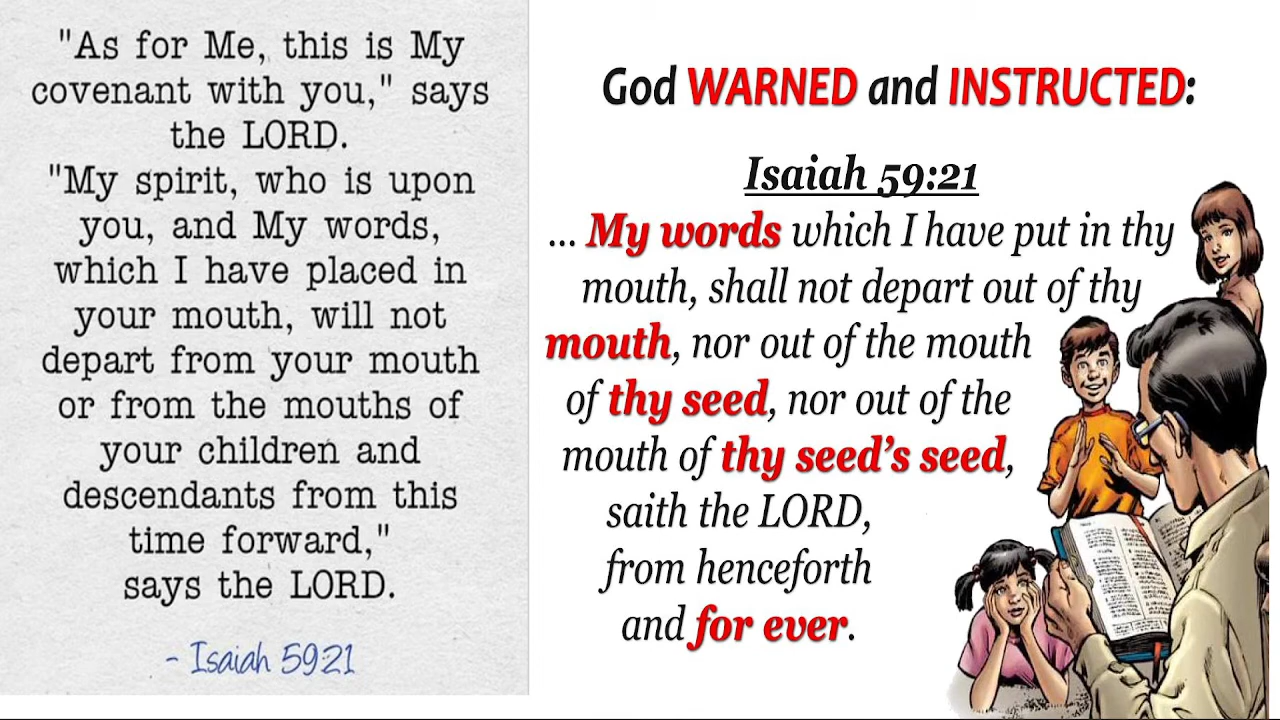 "As for Me, this is My
covenant with you," says
the LORD.
"My spirit, who is upon
you, and My words,
which I have placed in
your mouth, will not
depart from your mouth
or from the mouths of
your children and
descendants from this
time forward,"
says the LORD.
- Isaiah 59:21
God WARNED and INSTRUCTED:
Isaiah 59:21
... My words which I have put in thy
mouth, shall not depart out of thy
mouth, nor out of the mouth
of thy seed, nor out of the
mouth of thy seed's seed,
saith the LORD,
from henceforth
and for ever.